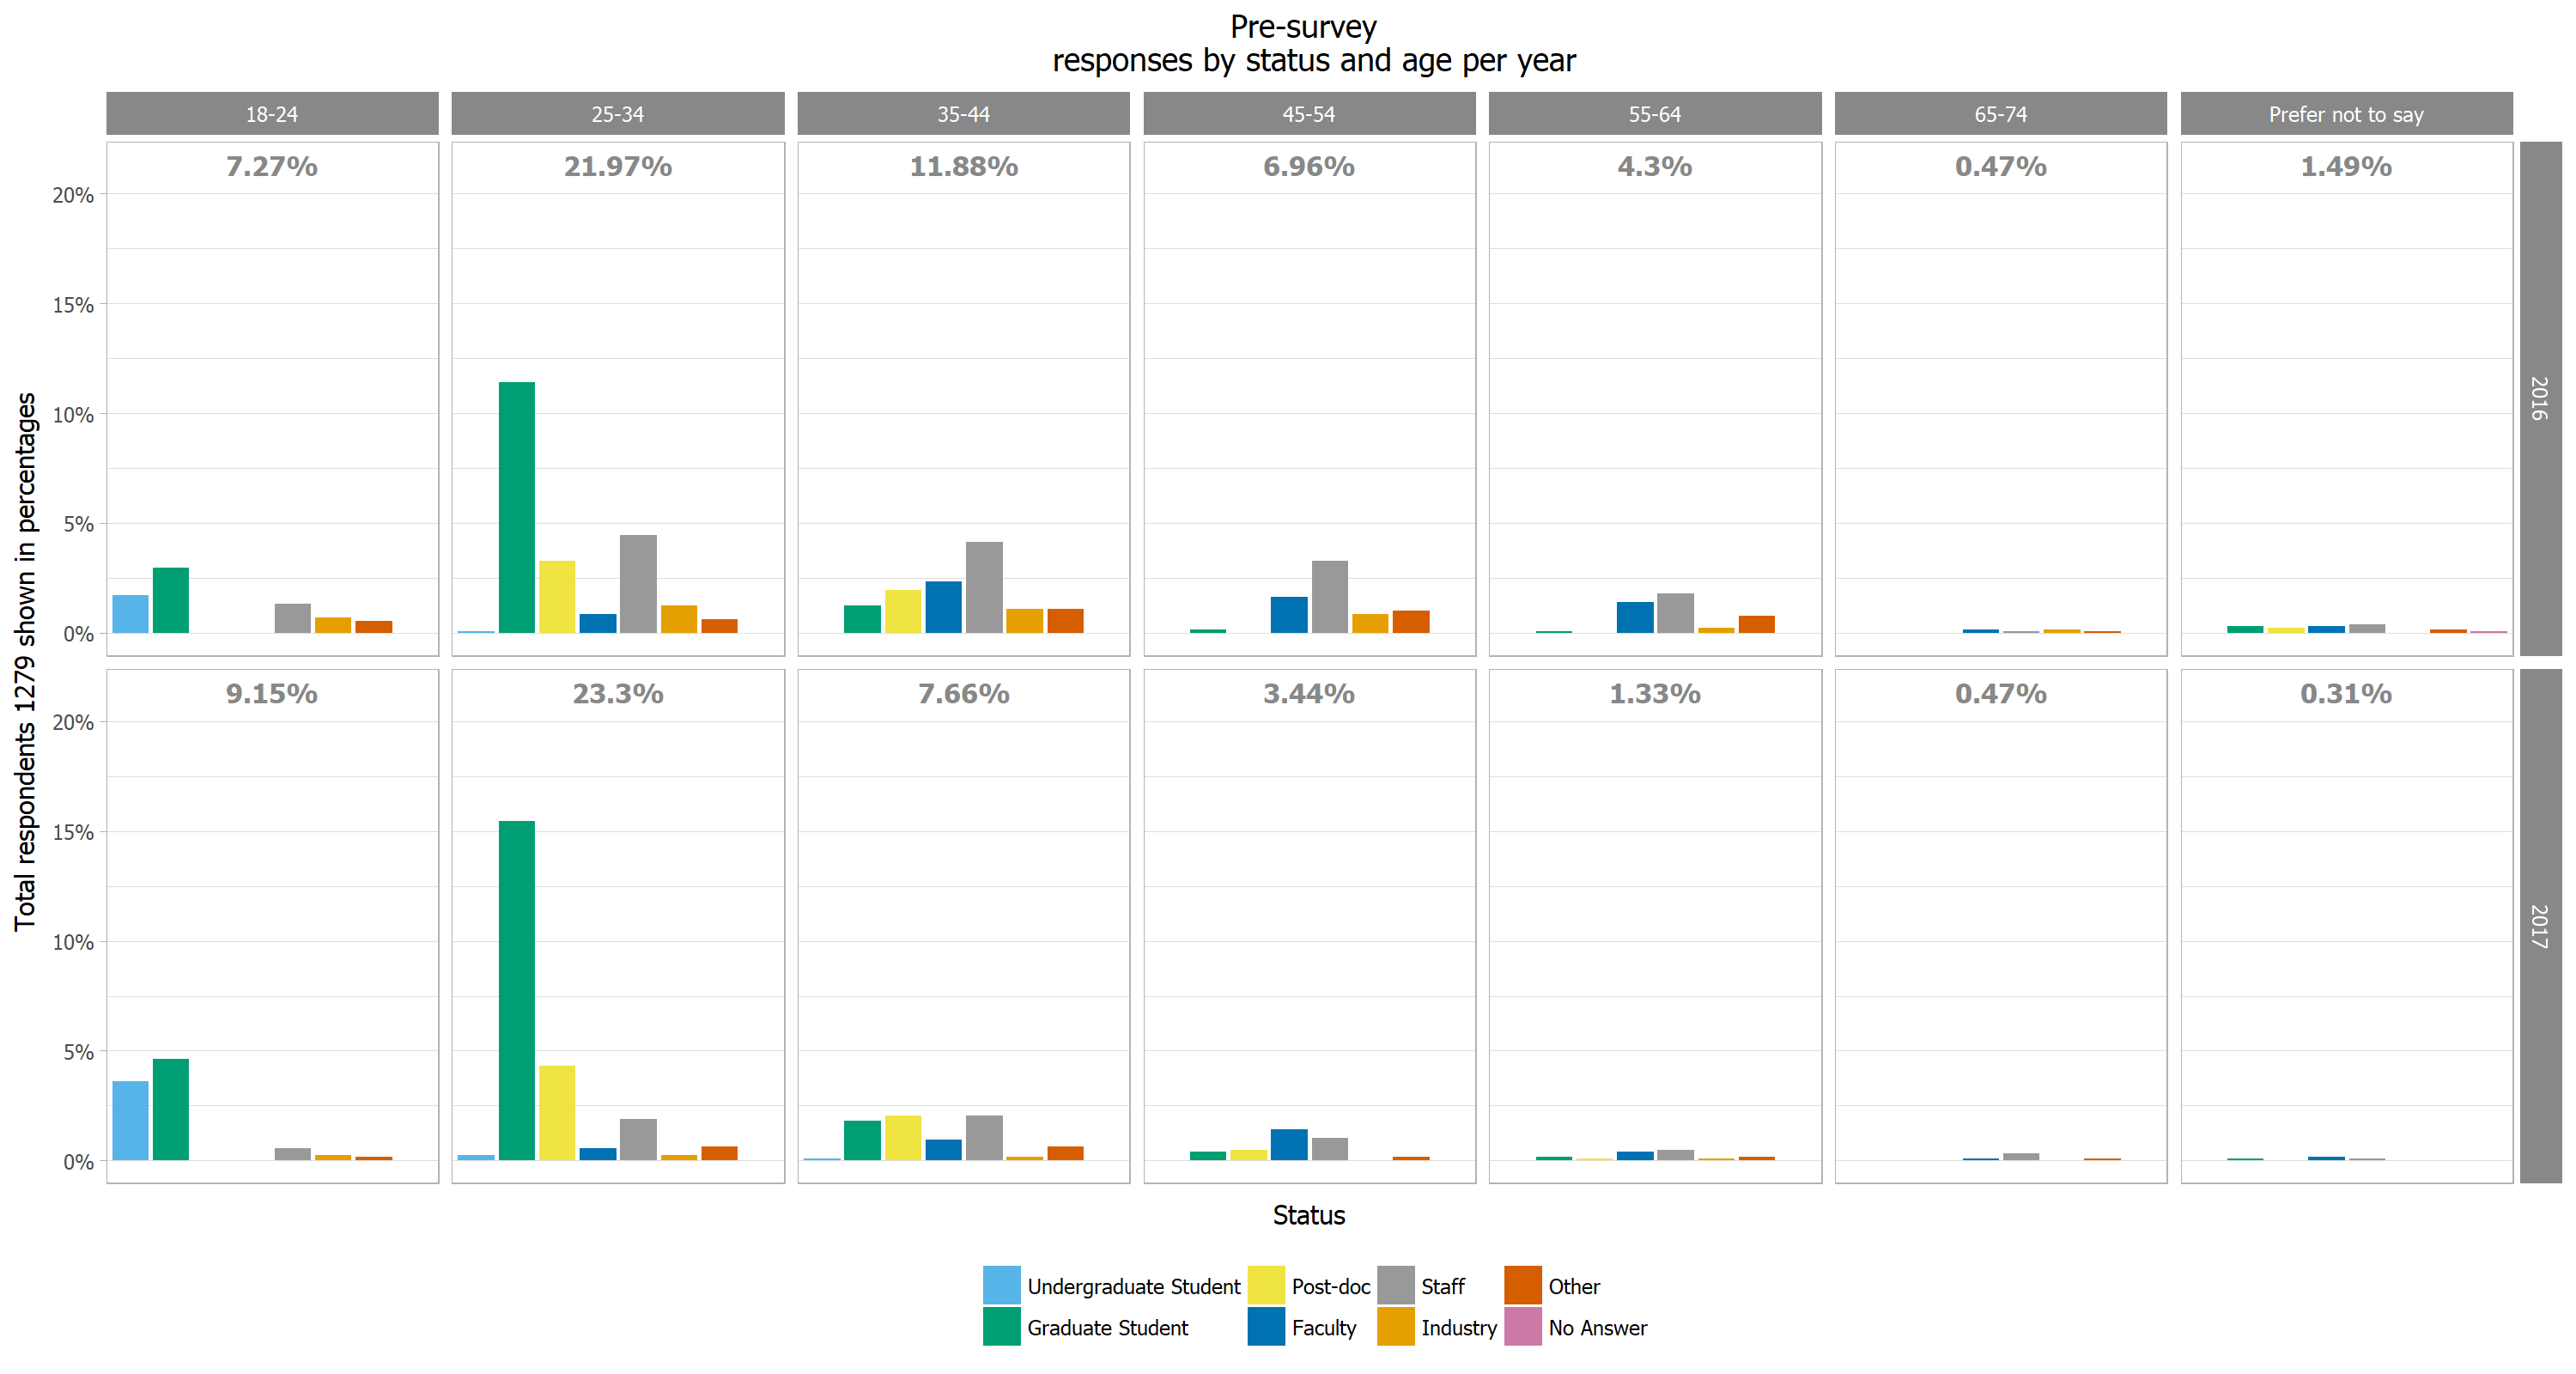 Pre-survey
responses by status and age per year
18-24
25-34
35-44
45-54
55-64
65-74
Prefer not to say
7.27%
21.97%
11.88%
6.96%
4.3%
0.47%
1.49%
20%
15%
10%
5%
0%
2016
9.15%
23.3%
7.66%
3.44%
1.33%
0.47%
0.31%
20%
15%
10%
5%
0%
2017
Total respondents 1279 shown in percentages
Status
Undergraduate Student
Post-doc
Staff
Other
Graduate Student
Faculty
Industry
No Answer